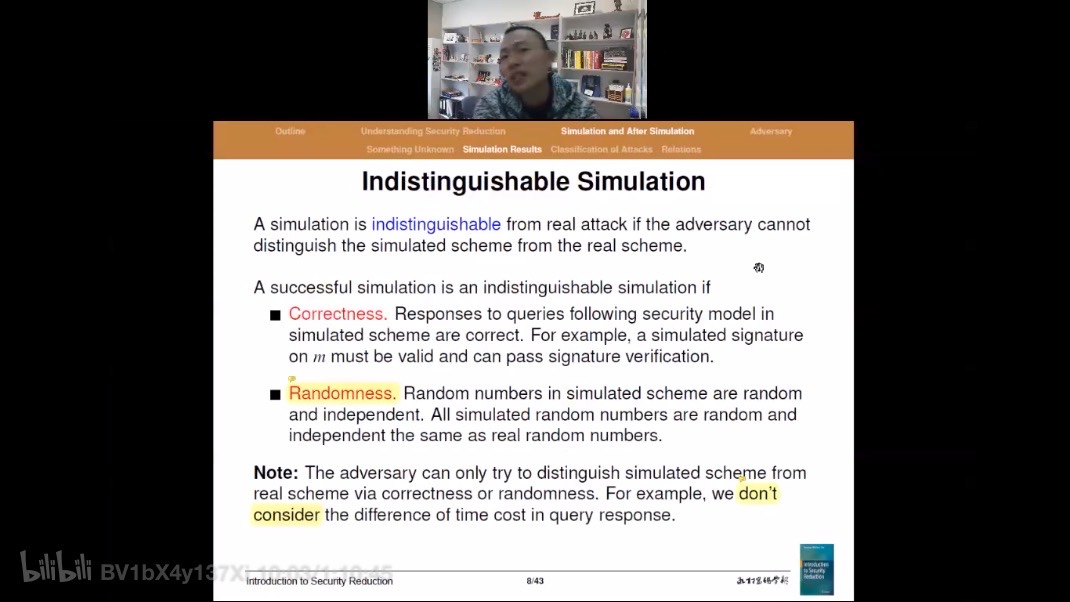 Outline Understanding Security Reduction Simulation and After Simulation Adversary
Something Unknown Simulation Results Classification of Attacks Relations
Indistinguishable Simulation
A simulation is indistinguishable from real attack if the adversary cannot
distinguish the simulated scheme from the real scheme.
A successful simulation is an indistinguishable simulation if
Correctness. Responses to queries following security model in
simulated scheme are correct. For example, a simulated signature
on m must be valid and can pass signature verification.
Randomness. Random numbers in simulated scheme are random
and independent. All simulated random numbers are random and
independent the same as real random numbers.
Note: The adversary can only try to distinguish simulated scheme from
real scheme via correctness or randomness. For example, we don't
consider the difference of time cost in query response.
bilibili BV1bX4y137X
Introduction to Security Reduction 8/43
Introduction
to Security
Reduction